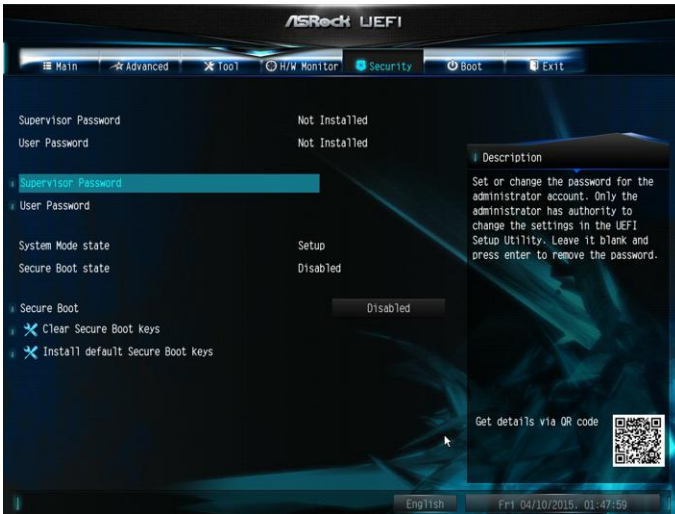 ASRock UEFI
Main Advanced Tool H/W Monitor Security Boot Exit
Supervisor Password Not Installed
User Password Not Installed
Supervisor Password
User Password
System Mode state Setup
Secure Boot state Disabled
Secure Boot Disabled
Clear Secure Boot keys
Install default Secure Boot keys
Description
Set or change the password for the
administrator account. Only the
administrator has authority to
change the settings in the UEFI
Setup Utility. Leave it blank and
press enter to remove the password.
Get details via QR code
English Fri 04/10/2015. 01:47:59